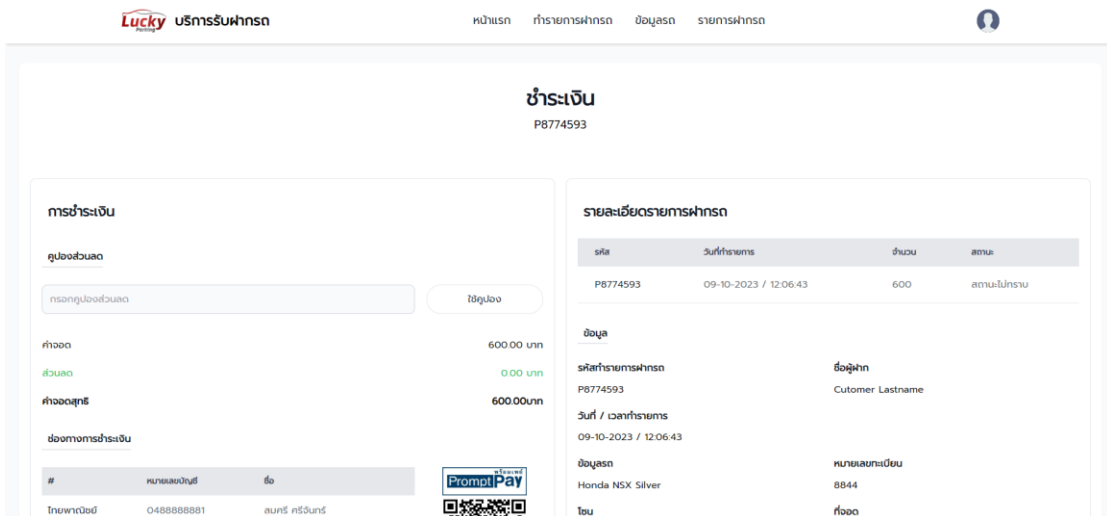 Lucky Parking บริการรับฝากรถ หน้าแรก ทำรายการฝากรถ ข้อมูลรถ รายการฝากรถ
ชำระเงิน
P8774593
การชำระเงิน
คูปองส่วนลด
กรอกคูปองส่วนลด ใช้คูปอง
ค่าจอด 600.00 บาท
ส่วนลด 0.00 บาท
ค่าจอดสุทธิ 600.00บาท
ช่องทางการชำระเงิน
# หมายเลขบัญชี ชื่อ
ไทยพาณิชย์ 0488888881 สมศรี ศรีจันทร์
พร้อมเพย์
PromptPay
รายละเอียดรายการฝากรถ
รหัส วันที่ทำรายการ จำนวน สถานะ
P8774593 09-10-2023 / 12:06:43 600 สถานะไม่ทราบ
ข้อมูล
รหัสทำรายการฝากรถ ชื่อผู้ฝาก
P8774593 Cutomer Lastname
วันที่ / เวลาทำรายการ
09-10-2023 / 12:06:43
ข้อมูลรถ หมายเลขทะเบียน
Honda NSX Silver 8844
โซน ที่จอด